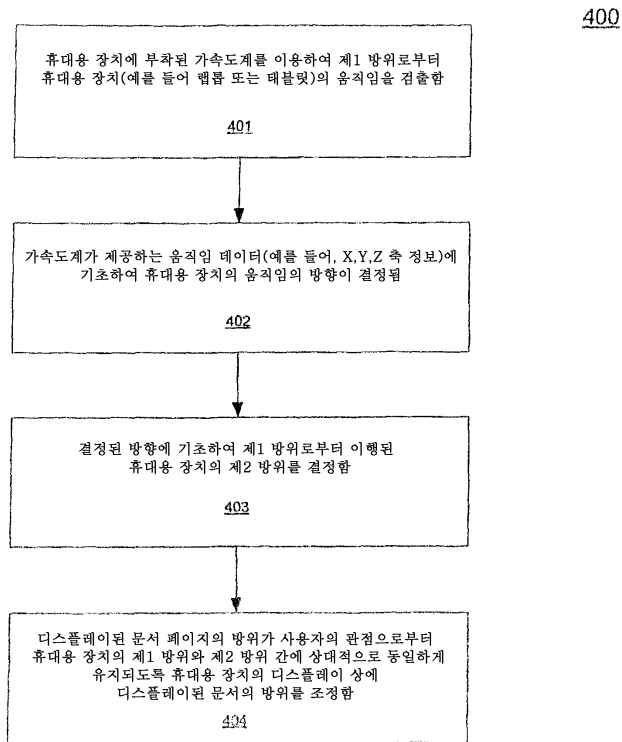 400
휴대용 장치에 부착된 가속도계를 이용하여 제1 방위로부터
휴대용 장치(예를 들어 랩톱 또는 태블릿)의 움직임을 검출함
401
가속도계가 제공하는 움직임 데이터(예를 들어, X,Y,Z 축 정보)에
기초하여 휴대용 장치의 움직임의 방향이 결정됨
402
결정된 방향에 기초하여 제1 방위로부터 이행된
휴대용 장치의 제2 방위를 결정함
403
디스플레이된 문서 페이지의 방위가 사용자의 관점으로부터
휴대용 장치의 제1 방위와 제2 방위 간에 상대적으로 동일하게
유지되도록 휴대용 장치의 디스플레이 상에
디스플레이된 문서의 방위를 조정함
404